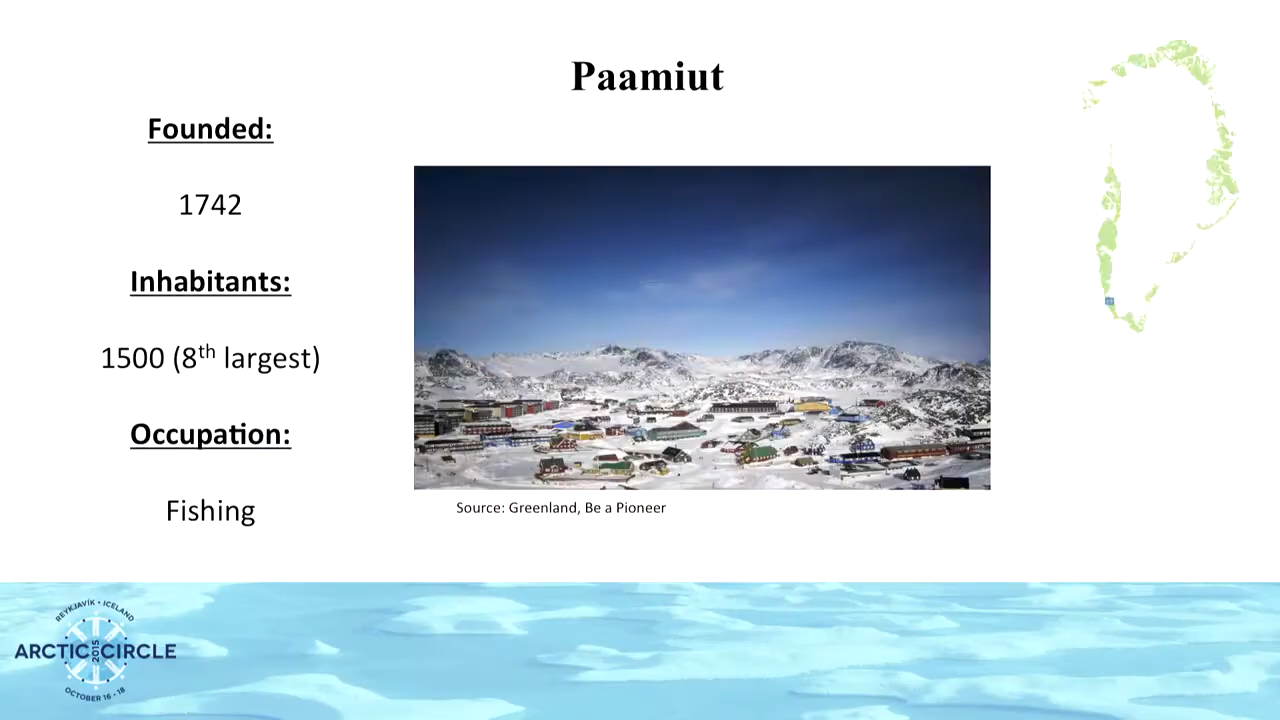 Paamiut
Founded:
1742
Inhabitants:
1500 (8th largest)
Occupation:
Fishing
Source: Greenland, Be a Pioneer
REYKJAVÍK • ICELAND
ARCTIC CIRCLE
2015
OCTOBER 16 - 18